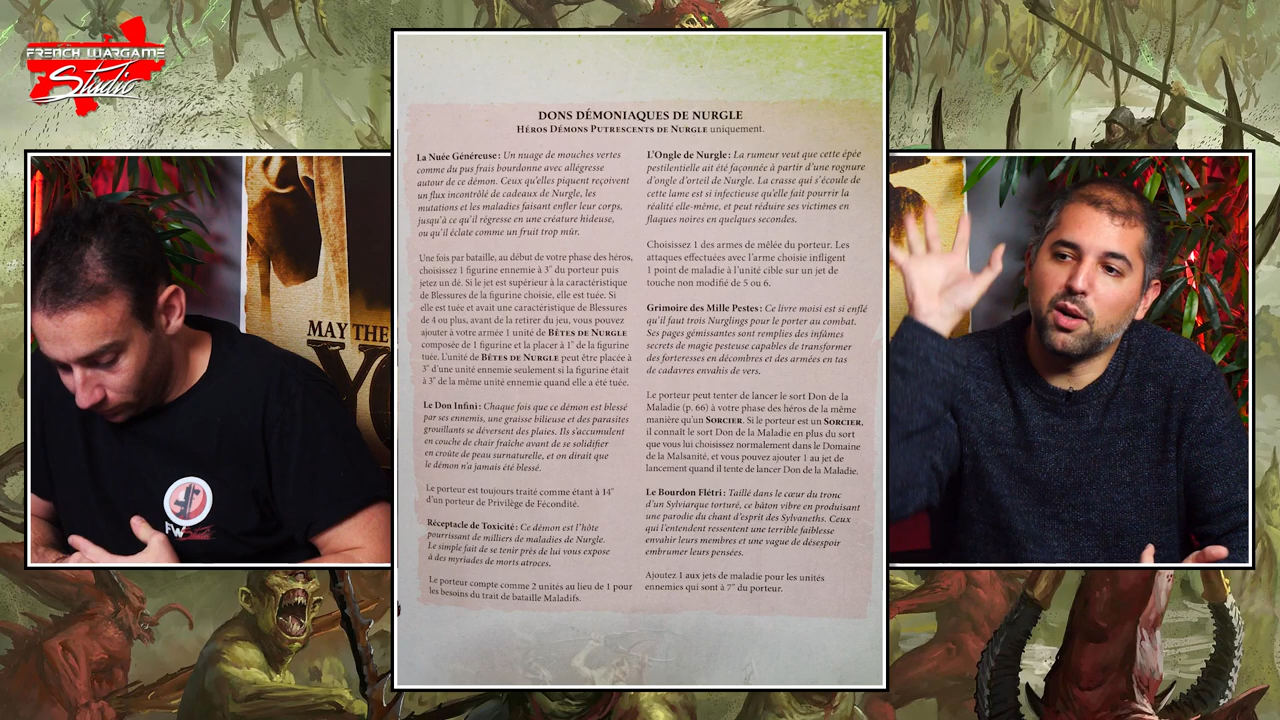 FRENCH WARGAME
Studio
MAY THE
YO
FW
DONS DÉMONIAQUES DE NURGLE
HÉROS DÉMONS PUTRESCENTS DE NURGLE uniquement.
La Nuée Généreuse : Un nuage de mouches vertes
comme du pus frais bourdonne avec allégresse
autour de ce démon. Ceux qu'elles piquent reçoivent
un flux incontrôlé de cadeaux de Nurgle, les
mutations et les maladies faisant enfler leur corps,
jusqu'à ce qu'il régresse en une créature hideuse,
ou qu'il éclate comme un fruit trop mûr.
Une fois par bataille, au début de votre phase des héros,
choisissez 1 figurine ennemie à 3" du porteur puis
jetez un dé. Si le jet est supérieur à la caractéristique
de Blessures de la figurine choisie, elle est tuée. Si
elle est tuée et avait une caractéristique de Blessures
de 4 ou plus, avant de la retirer du jeu, vous pouvez
ajouter à votre armée 1 unité de BÊTES DE NURGLE
composée de 1 figurine et la placer à 1" de la figurine
tuée. L'unité de BÊTES DE NURGLE peut être placée à
3" d'une unité ennemie seulement si la figurine était
à 3" de la même unité ennemie quand elle a été tuée.
Le Don Infini : Chaque fois que ce démon est blessé
par ses ennemis, une graisse bilieuse et des parasites
grouillants se déversent des plaies. Ils s'accumulent
en couche de chair fraîche avant de se solidifier
en croûte de peau surnaturelle, et on dirait que
le démon n'a jamais été blessé.
Le porteur est toujours traité comme étant à 14"
d'un porteur de Privilège de Fécondité.
Réceptacle de Toxicité : Ce démon est l'hôte
pourrissant de milliers de maladies de Nurgle.
Le simple fait de se tenir près de lui vous expose
à des myriades de morts atroces.
Le porteur compte comme 2 unités au lieu de 1 pour
les besoins du trait de bataille Maladifs.
L'Ongle de Nurgle : La rumeur veut que cette épée
pestilentielle ait été façonnée à partir d'une rognure
d'ongle d'orteil de Nurgle. La crasse qui s'écoule de
cette lame est si infectieuse qu'elle fait pourrir la
réalité elle-même, et peut réduire ses victimes en
flaques noires en quelques secondes.
Choisissez 1 des armes de mêlée du porteur. Les
attaques effectuées avec l'arme choisie infligent
1 point de maladie à l'unité cible sur un jet de
touche non modifié de 5 ou 6.
Grimoire des Mille Pestes : Ce livre moisi est si enflé
qu'il faut trois Nurglings pour le porter au combat.
Ses pages gémissantes sont remplies des infâmes
secrets de magie pesteuse capables de transformer
des forteresses en décombres et des armées en tas
de cadavres envahis de vers.
Le porteur peut tenter de lancer le sort Don de la
Maladie (p. 66) à votre phase des héros de la même
manière qu'un SORCIER. Si le porteur est un SORCIER,
il connaît le sort Don de la Maladie en plus du sort
que vous lui choisissez normalement dans le Domaine
de la Malsanité, et vous pouvez ajouter 1 au jet de
lancement quand il tente de lancer Don de la Maladie.
Le Bourdon Flétri : Taillé dans le cœur du tronc
d'un Sylviarque torturé, ce bâton vibre en produisant
une parodie du chant d'esprit des Sylvaneths. Ceux
qui l'entendent ressentent une terrible faiblesse
envahir leurs membres et une vague de désespoir
embrumer leurs pensées.
Ajoutez 1 aux jets de maladie pour les unités
ennemies qui sont à 7" du porteur.